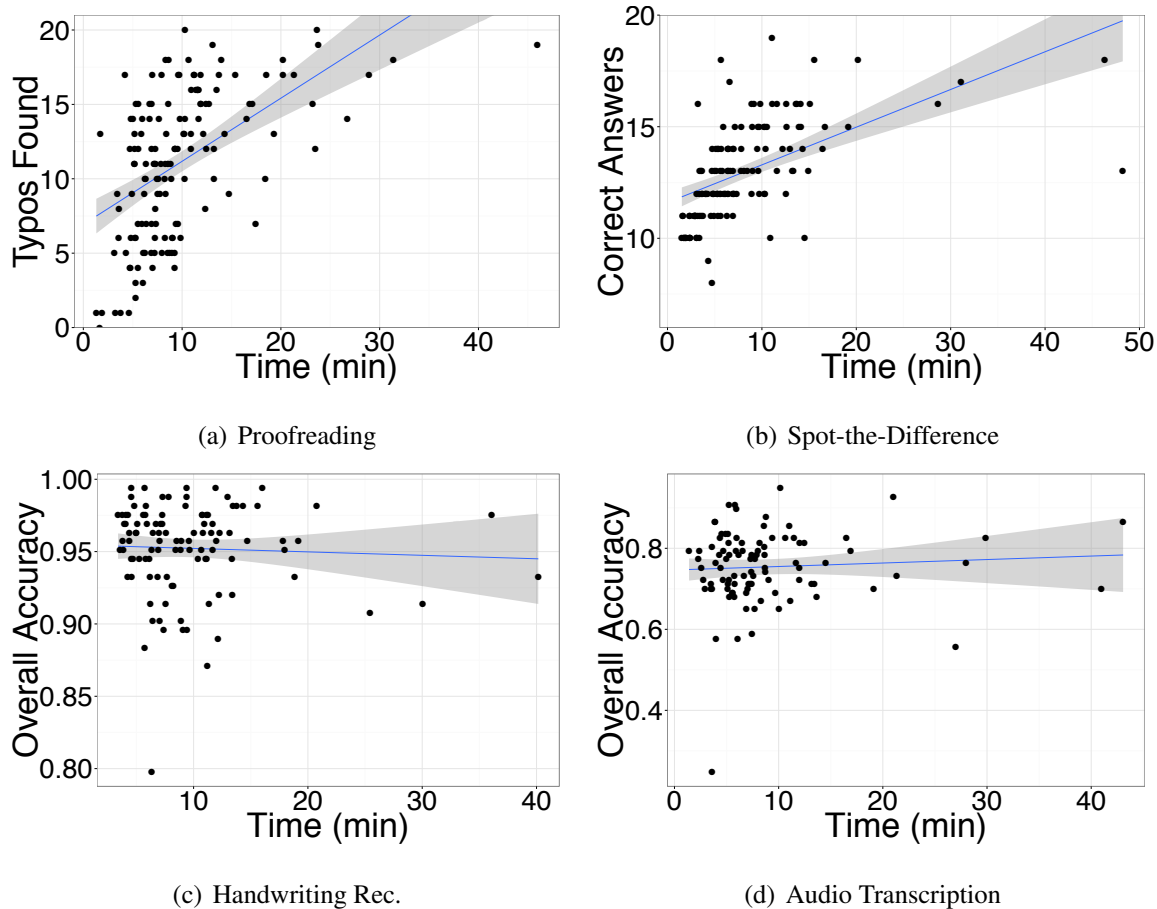 Typos Found
20
15
10
5
0
0 10 20 30 40
Time (min)
(a) Proofreading
Correct Answers
20
15
10
0 10 20 30 40 50
Time (min)
(b) Spot-the-Difference
Overall Accuracy
1.00
0.95
0.90
0.85
0.80
10 20 30 40
Time (min)
(c) Handwriting Rec.
Overall Accuracy
0.8
0.6
0.4
0 10 20 30 40
Time (min)
(d) Audio Transcription